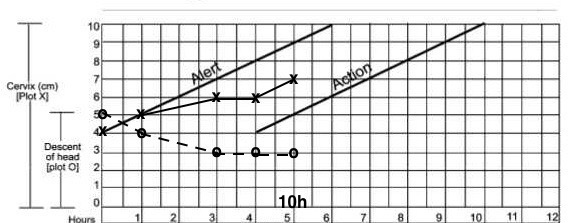 10
9
8
7
6
5
4
3
2
1
0
Cervix (cm)
[Plot X]
Descent
of head
[plot O]
Alert
Action
10h
Hours 1 2 3 4 5 6 7 8 9 10 11 12